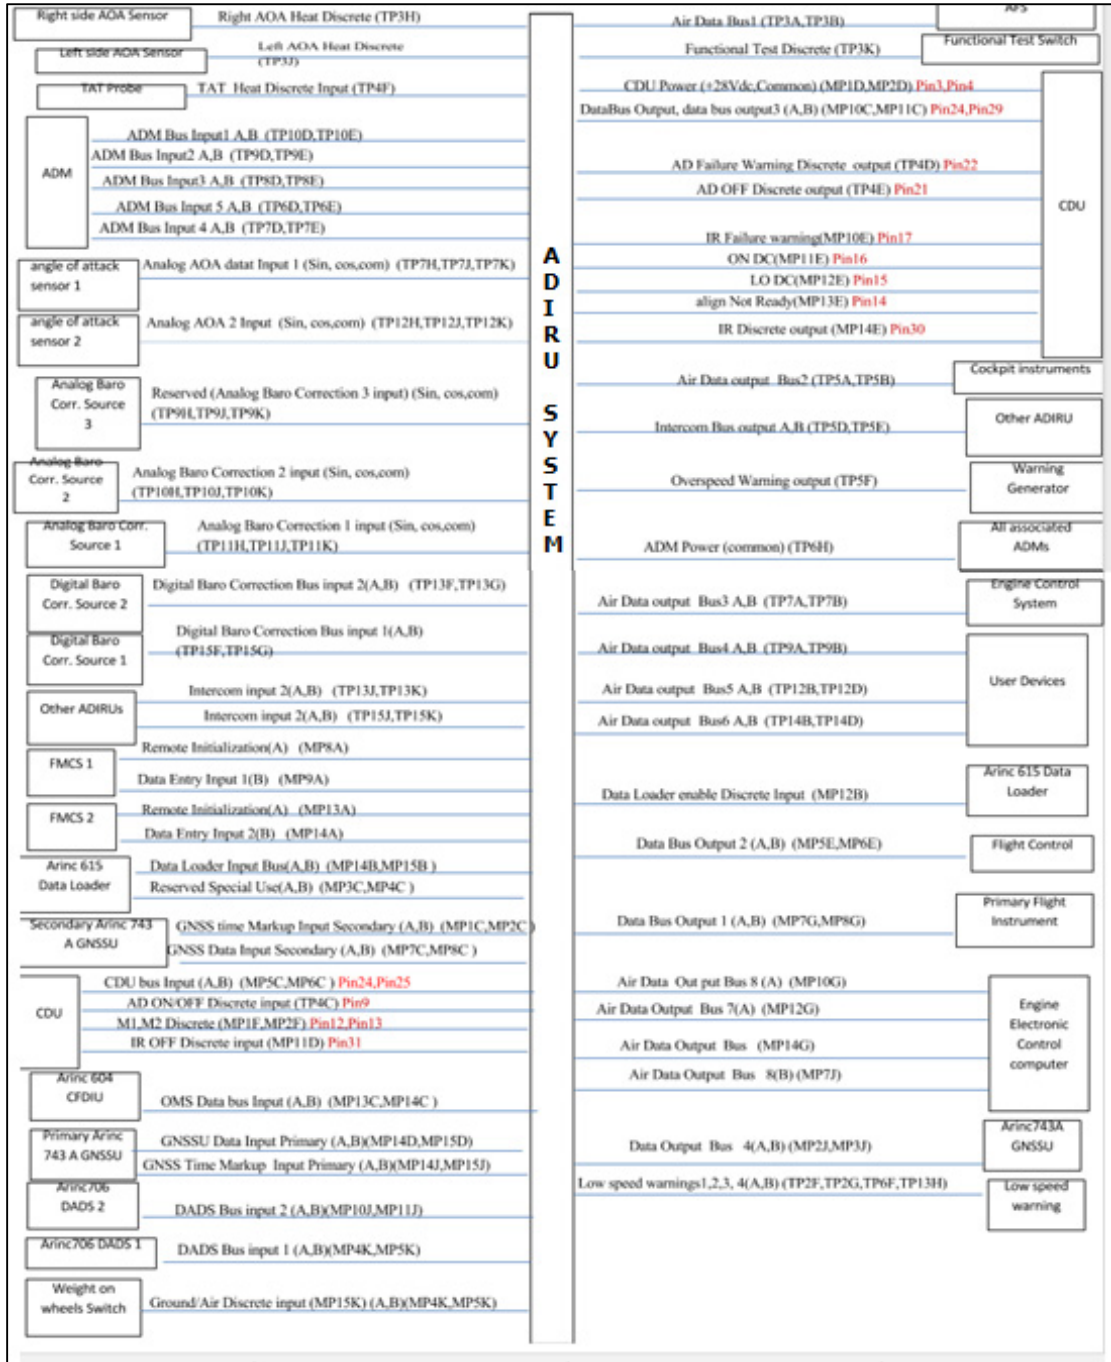 Right side AOA Sensor
Right AOA Heat Discrete (TP3H)
Left side AOA Sensor
Left AOA Heat Discrete
(TP3J)
TAT Probe
TAT Heat Discrete Input (TP4F)
ADM
ADM Bus Input1 A,B (TP10D,TP10E)
ADM Bus Input2 A,B (TP9D,TP9E)
ADM Bus Input3 A,B (TP8D,TP8E)
ADM Bus Input 5 A,B (TP6D,TP6E)
ADM Bus Input 4 A,B (TP7D,TP7E)
angle of attack
sensor 1
Analog AOA datat Input 1 (Sin, cos,com) (TP7H,TP7J,TP7K)
angle of attack
sensor 2
Analog AOA 2 Input (Sin, cos,com) (TP12H,TP12J,TP12K)
Analog Baro
Corr. Source
3
Reserved (Analog Baro Correction 3 input) (Sin, cos,com)
(TP9H,TP9J,TP9K)
Analog Baro
Corr. Source
2
Analog Baro Correction 2 input (Sin, cos,com)
(TP10H,TP10J,TP10K)
Analog Baro Corr.
Source 1
Analog Baro Correction 1 input (Sin, cos,com)
(TP11H,TP11J,TP11K)
Digital Baro
Corr. Source 2
Digital Baro Correction Bus input 2(A,B) (TP13F,TP13G)
Digital Baro
Corr. Source 1
Digital Baro Correction Bus input 1(A,B)
(TP15F,TP15G)
Other ADIRUs
Intercom input 2(A,B) (TP13J,TP13K)
Intercom input 2(A,B) (TP15J,TP15K)
FMCS 1
Remote Initialization(A) (MP8A)
Data Entry Input 1(B) (MP9A)
FMCS 2
Remote Initialization(A) (MP13A)
Data Entry Input 2(B) (MP14A)
Arinc 615
Data Loader
Data Loader Input Bus(A,B) (MP14B,MP15B )
Reserved Special Use(A,B) (MP3C,MP4C )
Secondary Arinc 743
A GNSSU
GNSS time Markup Input Secondary (A,B) (MP1C,MP2C )
GNSS Data Input Secondary (A,B) (MP7C,MP8C )
CDU
CDU bus Input (A,B) (MP5C,MP6C ) Pin24,Pin25
AD ON/OFF Discrete input (TP4C) Pin9
M1,M2 Discrete (MP1F,MP2F) Pin12,Pin13
IR OFF Discrete input (MP11D) Pin31
Arinc 604
CFDIU
OMS Data bus Input (A,B) (MP13C,MP14C )
Primary Arinc
743 A GNSSU
GNSSU Data Input Primary (A,B)(MP14D,MP15D)
GNSS Time Markup Input Primary (A,B)(MP14J,MP15J)
Arinc706
DADS 2
DADS Bus input 2 (A,B)(MP10J,MP11J)
Arinc706 DADS 1
DADS Bus input 1 (A,B)(MP4K,MP5K)
Weight on
wheels Switch
Ground/Air Discrete input (MP15K) (A,B)(MP4K,MP5K)
ADIRU SYSTEM
Air Data Bus1 (TP3A,TP3B)
AFS
Functional Test Discrete (TP3K)
Functional Test Switch
CDU Power (+28Vdc,Common) (MP1D,MP2D) Pin3,Pin4
DataBus Output, data bus output3 (A,B) (MP10C,MP11C) Pin24,Pin29
AD Failure Warning Discrete output (TP4D) Pin22
AD OFF Discrete output (TP4E) Pin21
CDU
IR Failure warning(MP10E) Pin17
ON DC(MP11E) Pin16
LO DC(MP12E) Pin15
align Not Ready(MP13E) Pin14
IR Discrete output (MP14E) Pin30
Air Data output Bus2 (TP5A,TP5B)
Cockpit instruments
Intercom Bus output A,B (TP5D,TP5E)
Other ADIRU
Overspeed Warning output (TP5F)
Warning
Generator
ADM Power (common) (TP6H)
All associated
ADMs
Air Data output Bus3 A,B (TP7A,TP7B)
Engine Control
System
Air Data output Bus4 A,B (TP9A,TP9B)
Air Data output Bus5 A,B (TP12B,TP12D)
Air Data output Bus6 A,B (TP14B,TP14D)
User Devices
Data Loader enable Discrete Input (MP12B)
Arinc 615 Data
Loader
Data Bus Output 2 (A,B) (MP5E,MP6E)
Flight Control
Data Bus Output 1 (A,B) (MP7G,MP8G)
Primary Flight
Instrument
Air Data Out put Bus 8 (A) (MP10G)
Air Data Output Bus 7(A) (MP12G)
Air Data Output Bus (MP14G)
Air Data Output Bus 8(B) (MP7J)
Engine
Electronic
Control
computer
Data Output Bus 4(A,B) (MP2J,MP3J)
Arinc743A
GNSSU
Low speed warnings1,2,3, 4(A,B) (TP2F,TP2G,TP6F,TP13H)
Low speed
warning